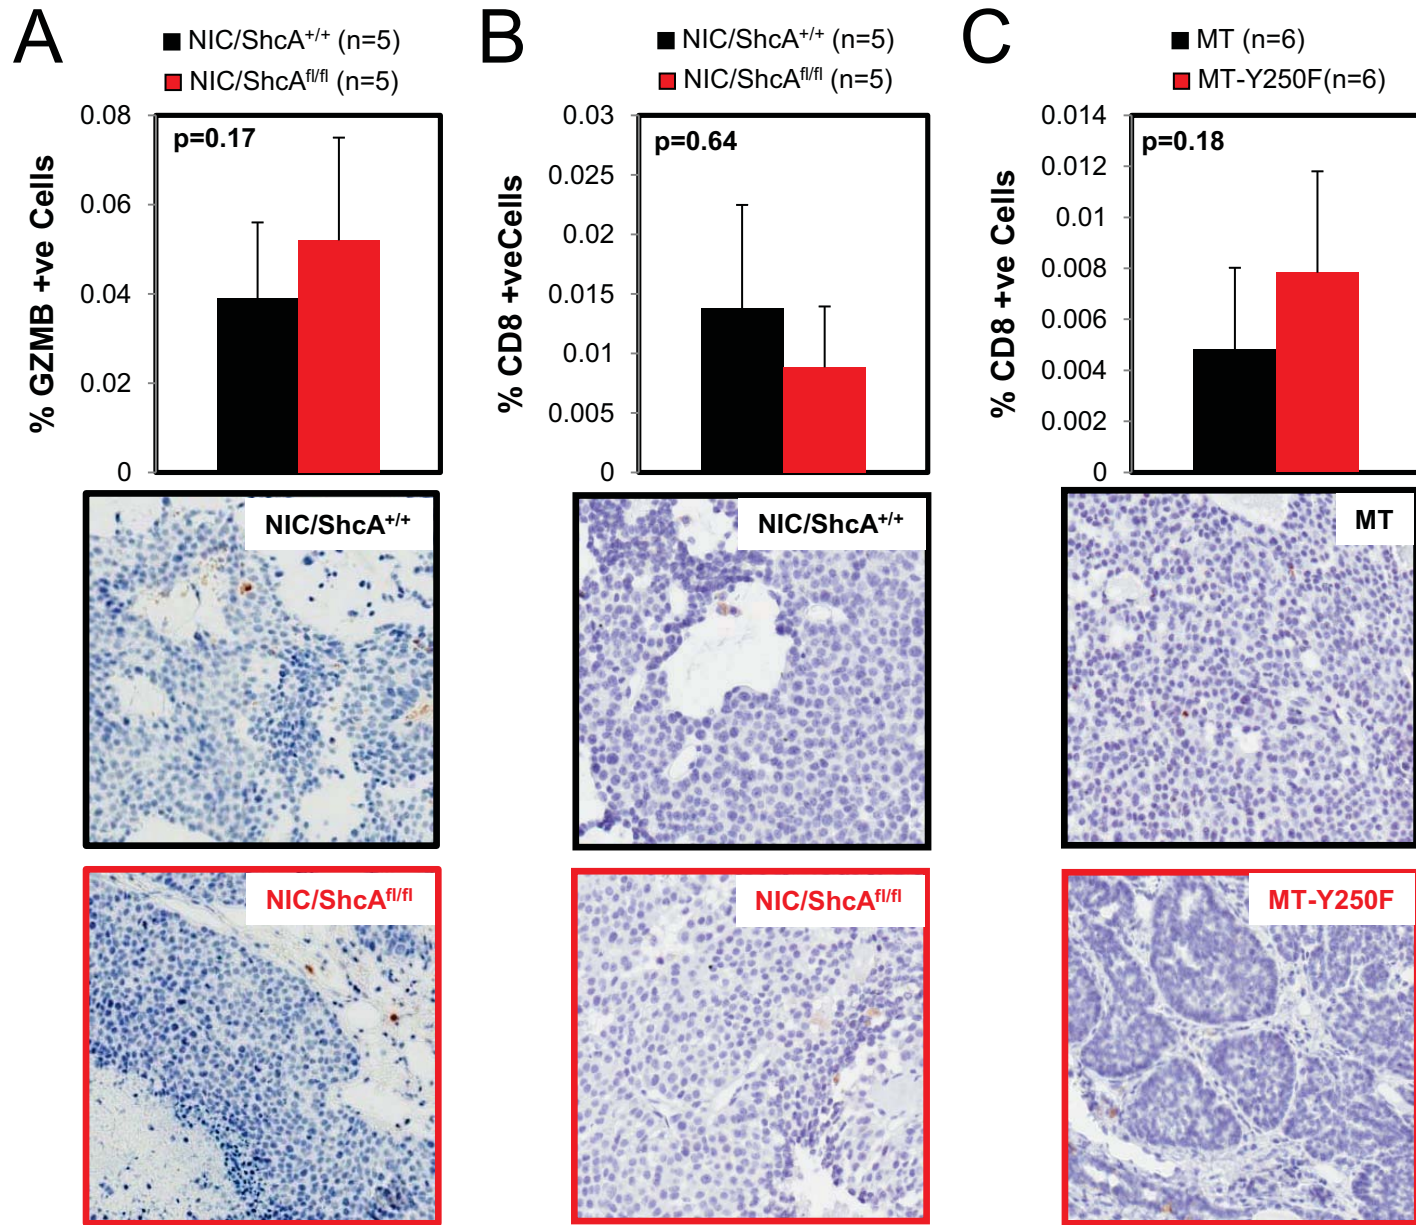 A
NIC/ShcA+/+ (n=5)
NIC/ShcAfl/fl (n=5)
% GZMB +ve Cells
0.08
0.06
0.04
0.02
0
p=0.17
NIC/ShcA+/+
NIC/ShcAfl/fl
B
NIC/ShcA+/+ (n=5)
NIC/ShcAfl/fl (n=5)
% CD8 +veCells
0.03
0.025
0.02
0.015
0.01
0.005
0
p=0.64
NIC/ShcA+/+
NIC/ShcAfl/fl
C
MT (n=6)
MT-Y250F(n=6)
% CD8 +ve Cells
0.014
0.012
0.01
0.008
0.006
0.004
0.002
0
p=0.18
MT
MT-Y250F